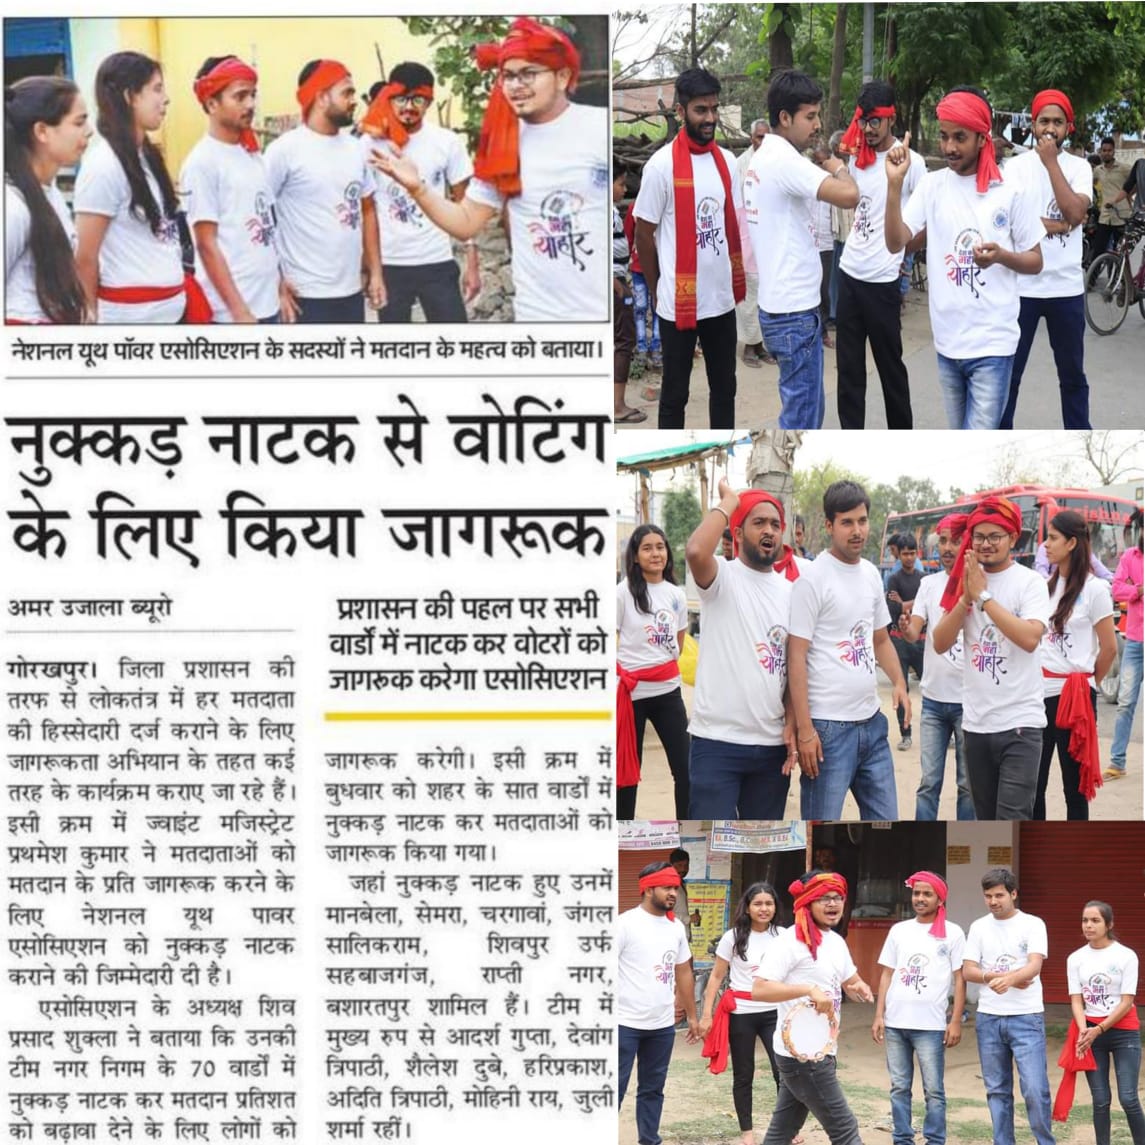 नेशनल यूथ पॉवर एसोसिएशन के सदस्यों ने मतदान के महत्व को बताया।
नुक्कड़ नाटक से वोटिंग
के लिए किया जागरूक
अमर उजाला ब्यूरो
गोरखपुर। जिला प्रशासन की
तरफ से लोकतंत्र में हर मतदाता
की हिस्सेदारी दर्ज कराने के लिए
जागरूकता अभियान के तहत कई
तरह के कार्यक्रम कराए जा रहे हैं।
इसी क्रम में ज्वाइंट मजिस्ट्रेट
प्रथमेश कुमार ने मतदाताओं को
मतदान के प्रति जागरूक करने के
लिए नेशनल यूथ पावर
एसोसिएशन को नुक्कड़ नाटक
कराने की जिम्मेदारी दी है।
एसोसिएशन के अध्यक्ष शिव
प्रसाद शुक्ला ने बताया कि उनकी
टीम नगर निगम के 70 वार्डों में
नुक्कड़ नाटक कर मतदान प्रतिशत
को बढ़ावा देने के लिए लोगों को
प्रशासन की पहल पर सभी
वार्डों में नाटक कर वोटरों को
जागरूक करेगा एसोसिएशन
जागरूक करेगी। इसी क्रम में
बुधवार को शहर के सात वार्डों में
नुक्कड़ नाटक कर मतदाताओं को
जागरूक किया गया।
जहां नुक्कड़ नाटक हुए उनमें
मानबेला, सेमरा, चरगावां, जंगल
सालिकराम, शिवपुर उर्फ
सहबाजगंज, राप्ती नगर,
बशारतपुर शामिल हैं। टीम में
मुख्य रुप से आदर्श गुप्ता, देवांग
त्रिपाठी, शैलेश दुबे, हरिप्रकाश,
अदिति त्रिपाठी, मोहिनी राय, जुली
शर्मा रहीं।
देश का
महा
त्यौहार